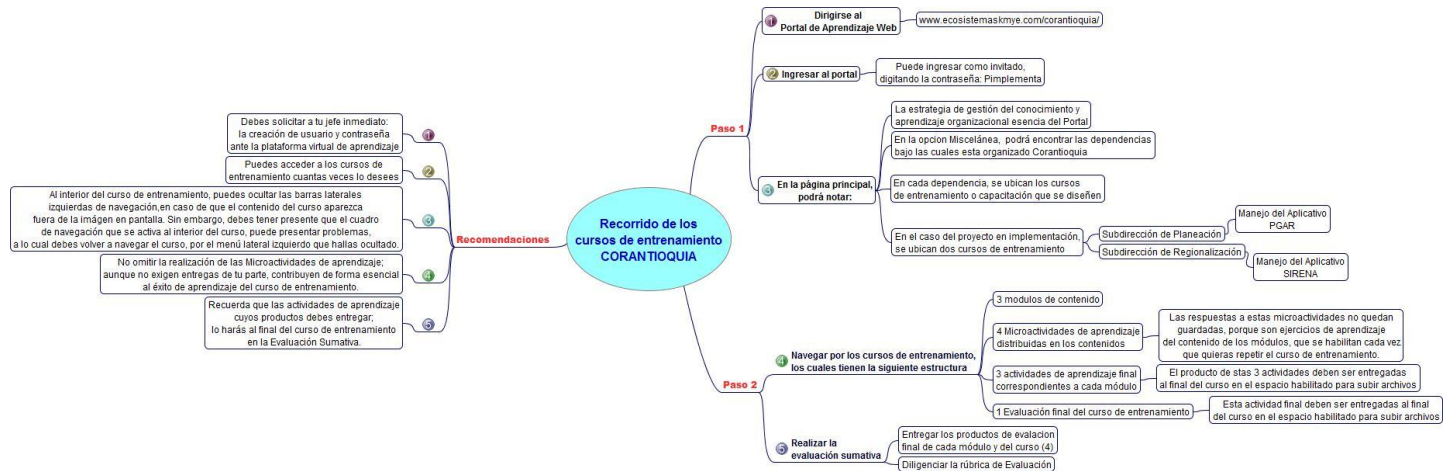 Recorrido de los
cursos de entrenamiento
CORANTIOQUIA
Paso 1
1
Dirigirse al
Portal de Aprendizaje Web
www.ecosistemaskmye.com/corantioquia/
2
Ingresar al portal
Puede ingresar como invitado,
digitando la contraseña: Pimplementa
3
En la página principal,
podrá notar:
La estrategia de gestión del conocimiento y
aprendizaje organizacional esencia del Portal
En la opcion Miscelánea, podrá encontrar las dependencias
bajo las cuales esta organizado Corantioquia
En cada dependencia, se ubican los cursos
de entrenamiento o capacitación que se diseñen
En el caso del proyecto en implementación,
se ubican dos cursos de entrenamiento
Subdirección de Planeación
Manejo del Aplicativo
PGAR
Subdirección de Regionalización
Manejo del Aplicativo
SIRENA
Paso 2
4
Navegar por los cursos de entrenamiento,
los cuales tienen la siguiente estructura
3 modulos de contenido
4 Microactividades de aprendizaje
distribuidas en los contenidos
Las respuestas a estas microactividades no quedan
guardadas, porque son ejercicios de aprendizaje
del contenido de los módulos, que se habilitan cada vez
que quieras repetir el curso de entrenamiento.
3 actividades de aprendizaje final
correspondientes a cada módulo
El producto de stas 3 actividades deben ser entregadas
al final del curso en el espacio habilitado para subir archivos
1 Evaluación final del curso de entrenamiento
Esta actividad final deben ser entregadas al final
del curso en el espacio habilitado para subir archivos
5
Realizar la
evaluación sumativa
Entregar los productos de evalacion
final de cada módulo y del curso (4)
Diligenciar la rúbrica de Evaluación
Recomendaciones
1
Debes solicitar a tu jefe inmediato:
la creación de usuario y contraseña
ante la plataforma virtual de aprendizaje
2
Puedes acceder a los cursos de
entrenamiento cuantas veces lo desees
3
Al interior del curso de entrenamiento, puedes ocultar las barras laterales
izquierdas de navegación, en caso de que el contenido del curso aparezca
fuera de la imágen en pantalla. Sin embargo, debes tener presente que el cuadro
de navegación que se activa al interior del curso, puede presentar problemas,
a lo cual debes volver a navegar el curso, por el menú lateral izquierdo que hallas ocultado.
4
No omitir la realización de las Microactividades de aprendizaje;
aunque no exigen entregas de tu parte, contribuyen de forma esencial
al éxito de aprendizaje del curso de entrenamiento.
5
Recuerda que las actividades de aprendizaje
cuyos productos debes entregar;
lo harás al final del curso de entrenamiento
en la Evaluación Sumativa.